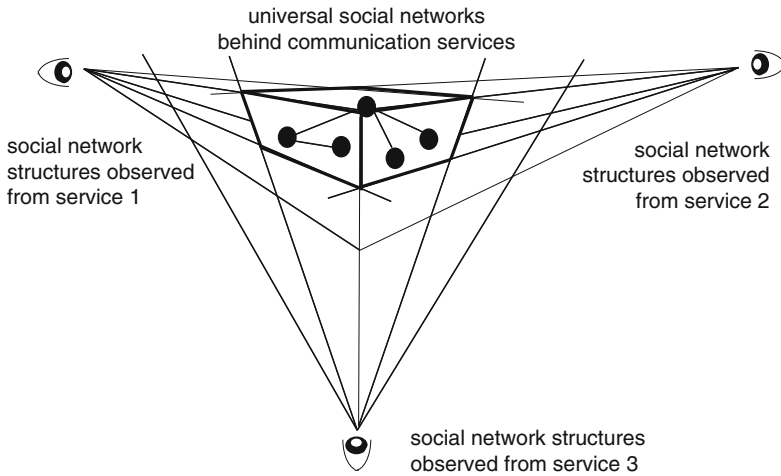 universal social networks
behind communication services
social network
structures observed
from service 1
social network
structures observed
from service 2
social network structures
observed from service 3